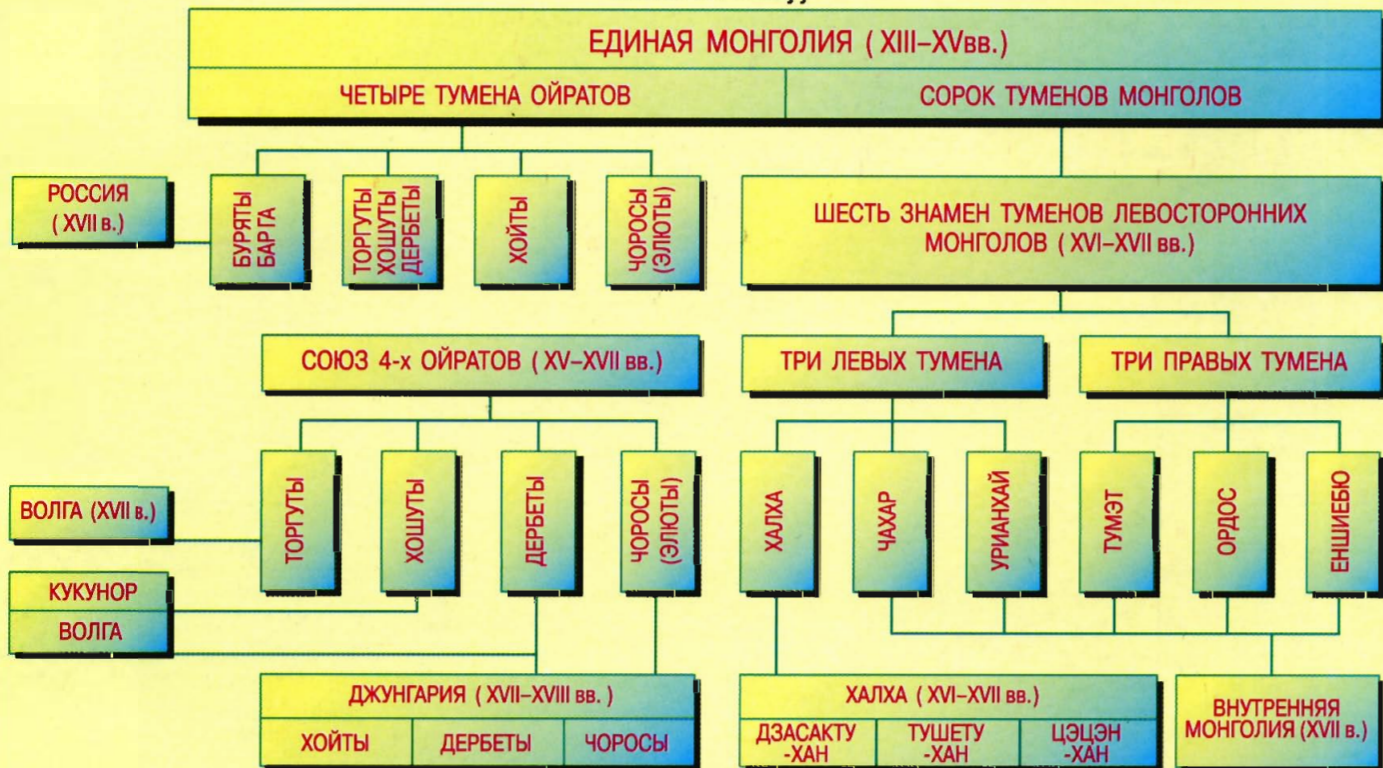 ЕДИНАЯ МОНГОЛИЯ ( XIII–XV вв.)
ЧЕТЫРЕ ТУМЕНА ОЙРАТОВ
СОРОК ТУМЕНОВ МОНГОЛОВ
РОССИЯ
( XVII в.)
БУРЯТЫ
БАРГА
ТОРГУТЫ
ХОШУТЫ
ДЕРБЕТЫ
ХОЙТЫ
ЧОРОСЫ
(ЭЛЮТЫ)
ШЕСТЬ ЗНАМЕН ТУМЕНОВ ЛЕВОСТОРОННИХ
МОНГОЛОВ ( XVI–XVII вв.)
СОЮЗ 4-х ОЙРАТОВ ( XV–XVII вв.)
ТРИ ЛЕВЫХ ТУМЕНА
ТРИ ПРАВЫХ ТУМЕНА
ВОЛГА (XVII в.)
ТОРГУТЫ
ХОШУТЫ
ДЕРБЕТЫ
ЧОРОСЫ
(ЭЛЮТЫ)
ХАЛХА
ЧАХАР
УРИАНХАЙ
ТУМЭТ
ОРДОС
ЕНШИЕБЮ
КУКУНОР
ВОЛГА
ДЖУНГАРИЯ ( XVII–XVIII вв. )
ХОЙТЫ
ДЕРБЕТЫ
ЧОРОСЫ
ХАЛХА ( XVI–XVII вв.)
ДЗАСАКТУ
-ХАН
ТУШЕТУ
-ХАН
ЦЭЦЭН
-ХАН
ВНУТРЕННЯЯ
МОНГОЛИЯ (XVII в.)